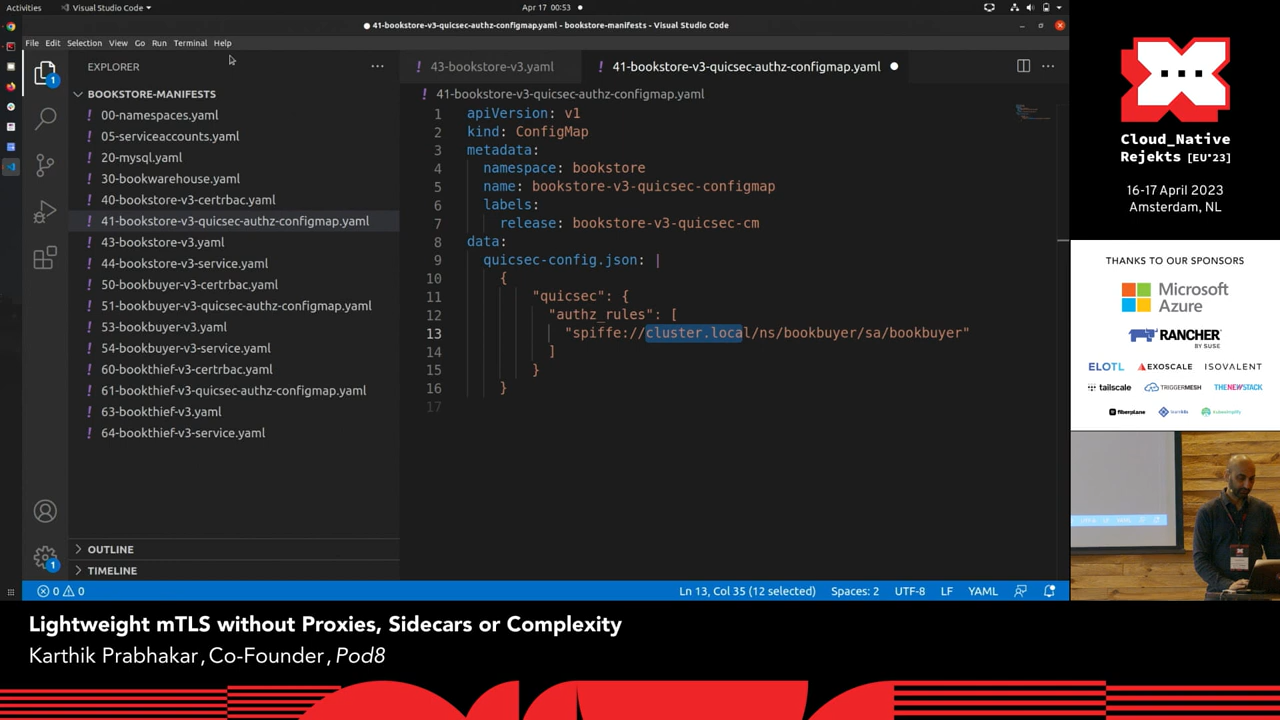 Activities
Visual Studio Code
Apr 17 00:53
41-bookstore-v3-quicsec-authz-configmap.yaml - bookstore-manifests - Visual Studio Code
File Edit Selection View Go Run Terminal Help
EXPLORER
43-bookstore-v3.yaml
41-bookstore-v3-quicsec-authz-configmap.yaml
BOOKSTORE-MANIFESTS
00-namespaces.yaml
05-serviceaccounts.yaml
20-mysql.yaml
30-bookwarehouse.yaml
40-bookstore-v3-certrbac.yaml
41-bookstore-v3-quicsec-authz-configmap.yaml
43-bookstore-v3.yaml
44-bookstore-v3-service.yaml
50-bookbuyer-v3-certrbac.yaml
51-bookbuyer-v3-quicsec-authz-configmap.yaml
53-bookbuyer-v3.yaml
54-bookbuyer-v3-service.yaml
60-bookthief-v3-certrbac.yaml
61-bookthief-v3-quicsec-authz-configmap.yaml
63-bookthief-v3.yaml
64-bookthief-v3-service.yaml
OUTLINE
TIMELINE
1
1
41-bookstore-v3-quicsec-authz-configmap.yaml
1 apiVersion: v1
2 kind: ConfigMap
3 metadata:
4 namespace: bookstore
5 name: bookstore-v3-quicsec-configmap
6 labels:
7 release: bookstore-v3-quicsec-cm
8 data:
9 quicsec-config.json: |
10 {
11 "quicsec": {
12 "authz_rules": [
13 "spiffe://cluster.local/ns/bookbuyer/sa/bookbuyer"
14 ]
15 }
16 }
17
0 0
Ln 13, Col 35 (12 selected)
Spaces: 2
UTF-8
LF
YAML
Cloud_Native
Rejekts [EU*23]
16-17 April 2023
Amsterdam, NL
THANKS TO OUR SPONSORS
Microsoft
Azure
RANCHER
BY SUSE
ELOTL
EXOSCALE
ISOVALENT
tailscale
TRIGGERMESH
THENEWSTACK
fiberplane
kubesimplify
Lightweight mTLS without Proxies, Sidecars or Complexity
Karthik Prabhakar, Co-Founder, Pod8